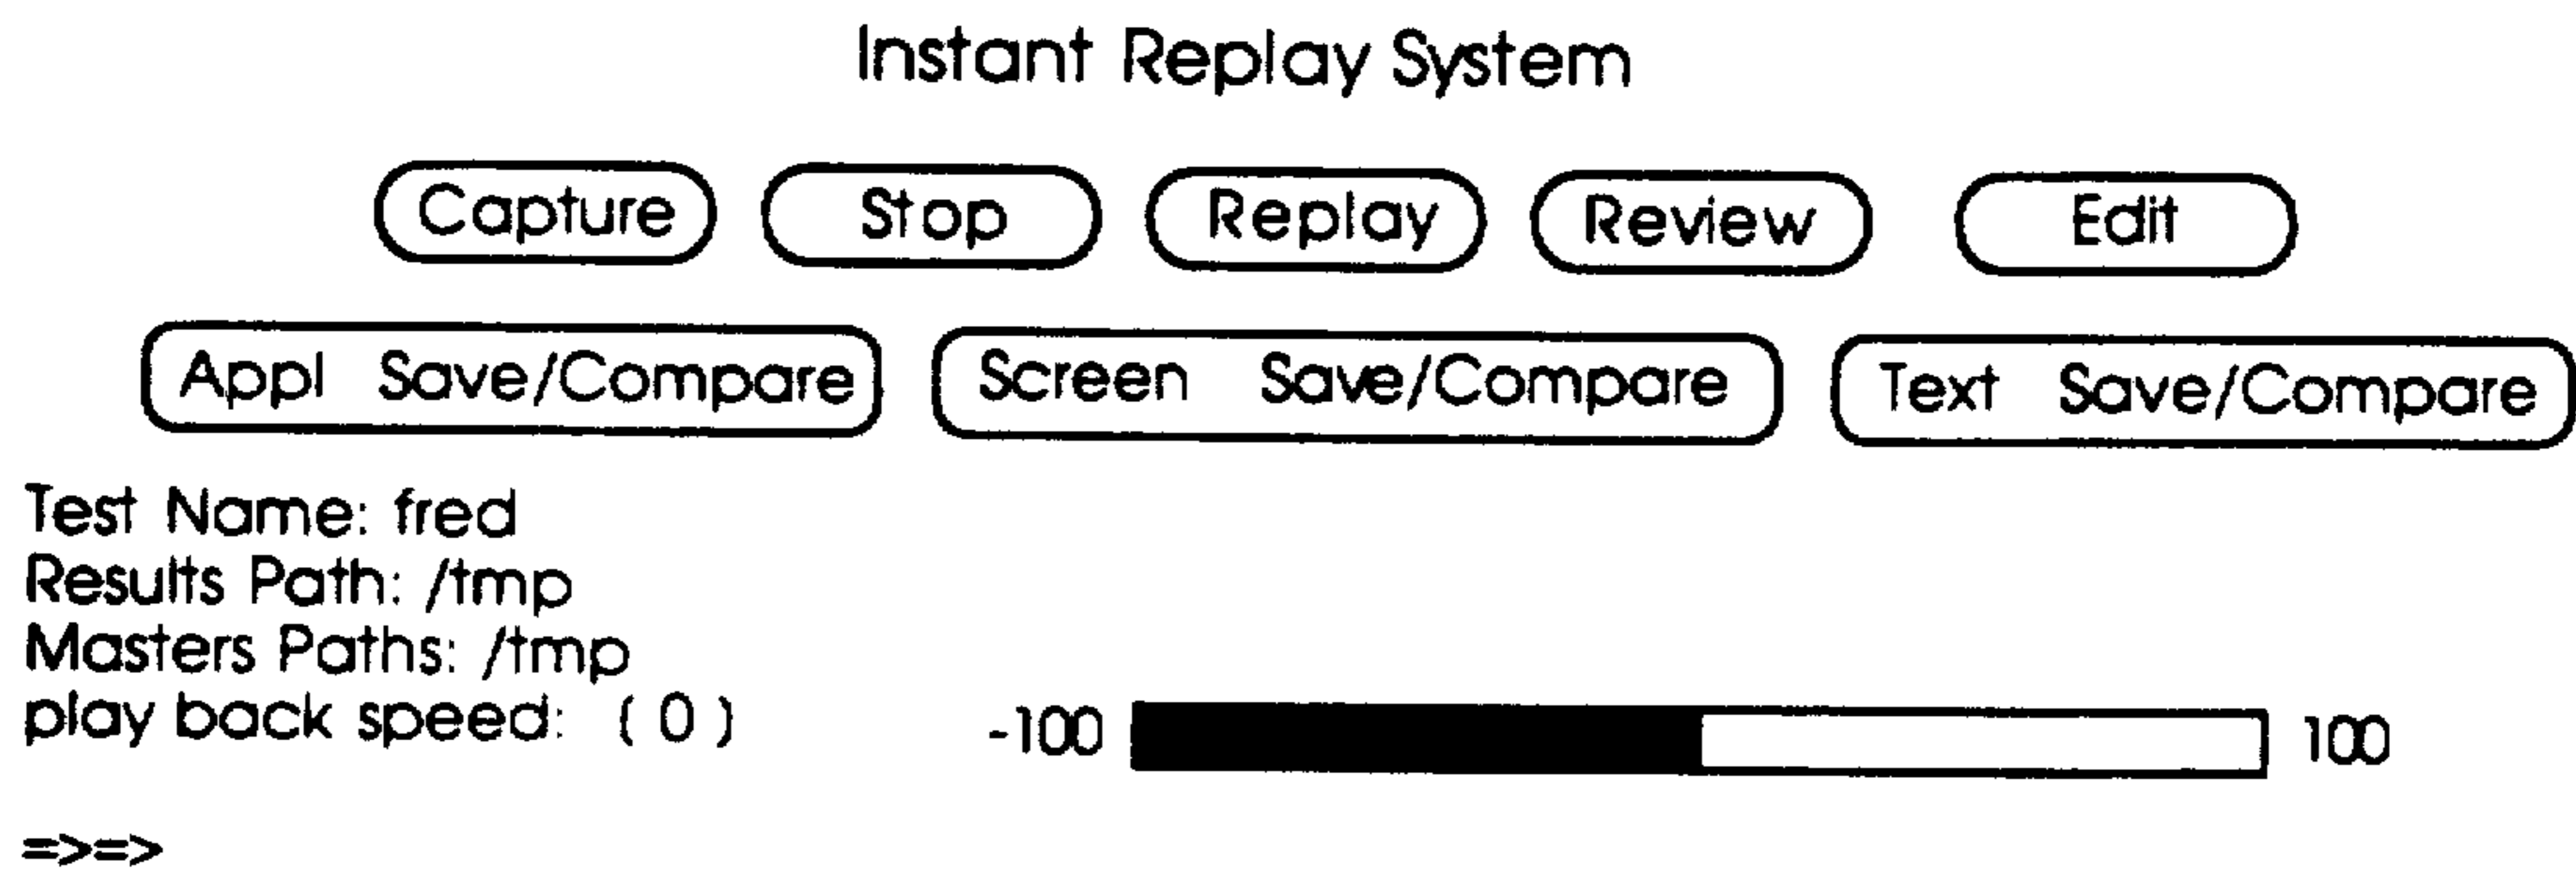 Instant Replay System
Capture Stop Replay Review Edit
Appl Save/Compare Screen Save/Compare Text Save/Compare
Test Name: fred
Results Path: /tmp
Masters Paths: /tmp
play back speed: ( 0 ) -100 100
=>=>